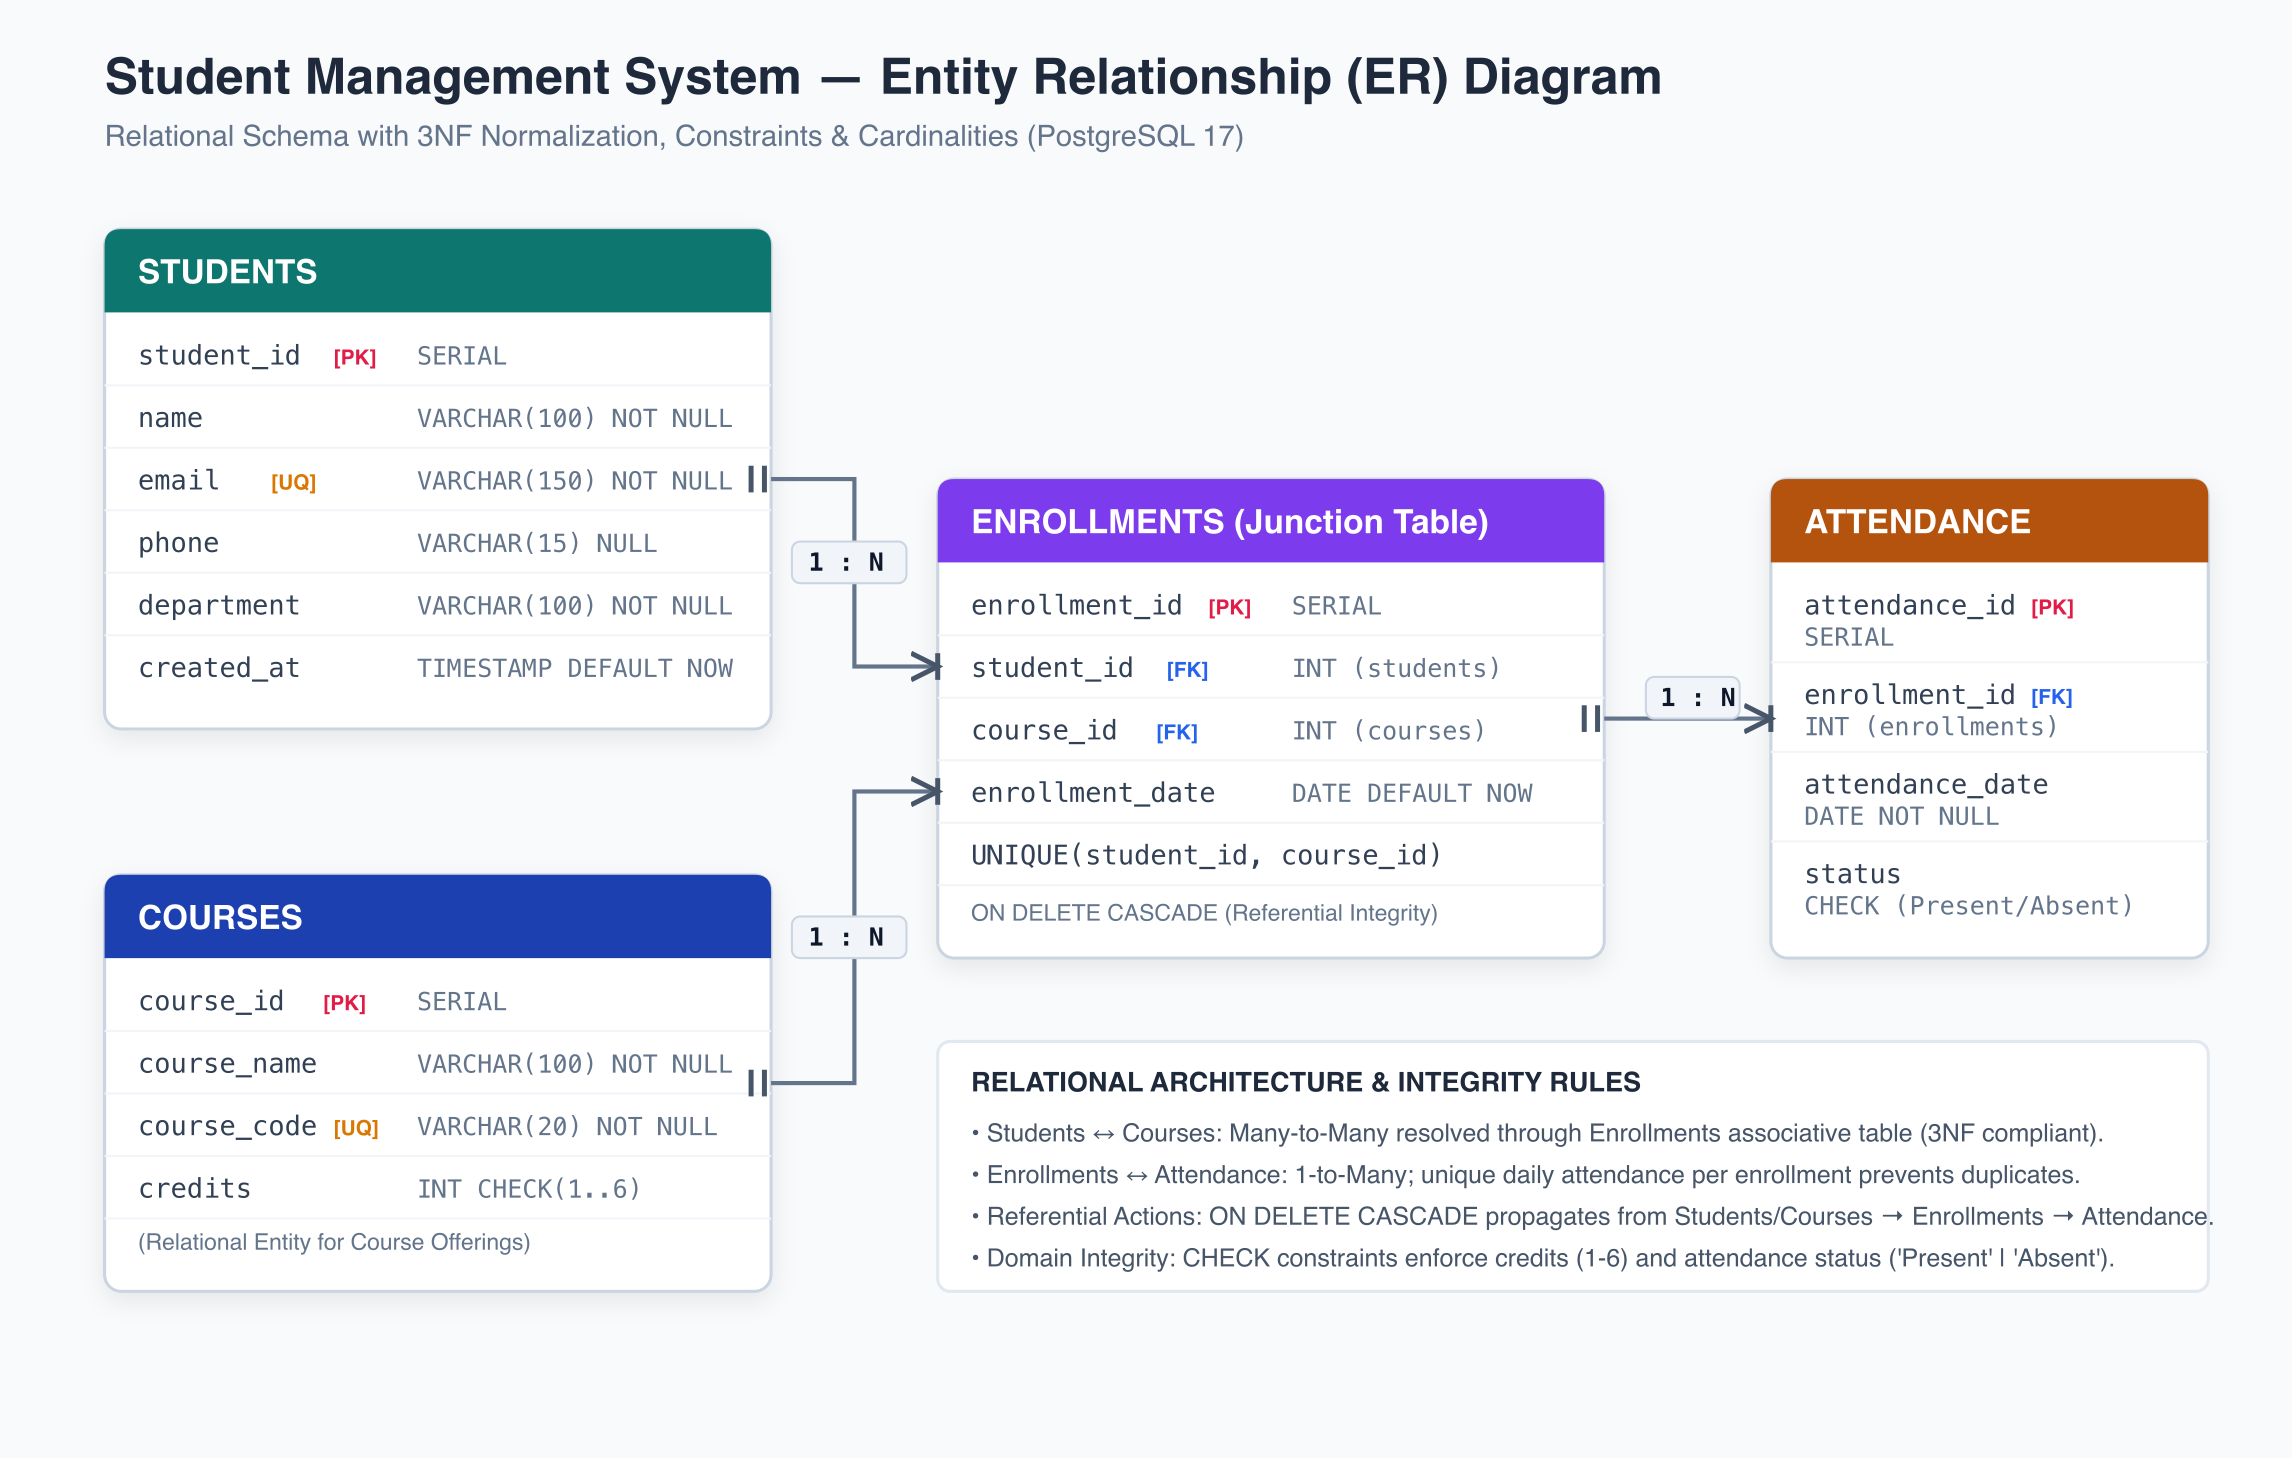 Student Management System — Entity Relationship (ER) Diagram
Relational Schema with 3NF Normalization, Constraints & Cardinalities (PostgreSQL 17)
STUDENTS
student_id [PK] SERIAL
name VARCHAR(100) NOT NULL
email [UQ] VARCHAR(150) NOT NULL
phone VARCHAR(15) NULL
department VARCHAR(100) NOT NULL
created_at TIMESTAMP DEFAULT NOW
1 : N
COURSES
course_id [PK] SERIAL
course_name VARCHAR(100) NOT NULL
course_code [UQ] VARCHAR(20) NOT NULL
credits INT CHECK(1..6)
(Relational Entity for Course Offerings)
1 : N
ENROLLMENTS (Junction Table)
enrollment_id [PK] SERIAL
student_id [FK] INT (students)
course_id [FK] INT (courses)
enrollment_date DATE DEFAULT NOW
UNIQUE(student_id, course_id)
ON DELETE CASCADE (Referential Integrity)
1 : N
ATTENDANCE
attendance_id [PK]
SERIAL
enrollment_id [FK]
INT (enrollments)
attendance_date
DATE NOT NULL
status
CHECK (Present/Absent)
RELATIONAL ARCHITECTURE & INTEGRITY RULES
• Students ↔ Courses: Many-to-Many resolved through Enrollments associative table (3NF compliant).
• Enrollments ↔ Attendance: 1-to-Many; unique daily attendance per enrollment prevents duplicates.
• Referential Actions: ON DELETE CASCADE propagates from Students/Courses → Enrollments → Attendance.
• Domain Integrity: CHECK constraints enforce credits (1-6) and attendance status ('Present' | 'Absent').